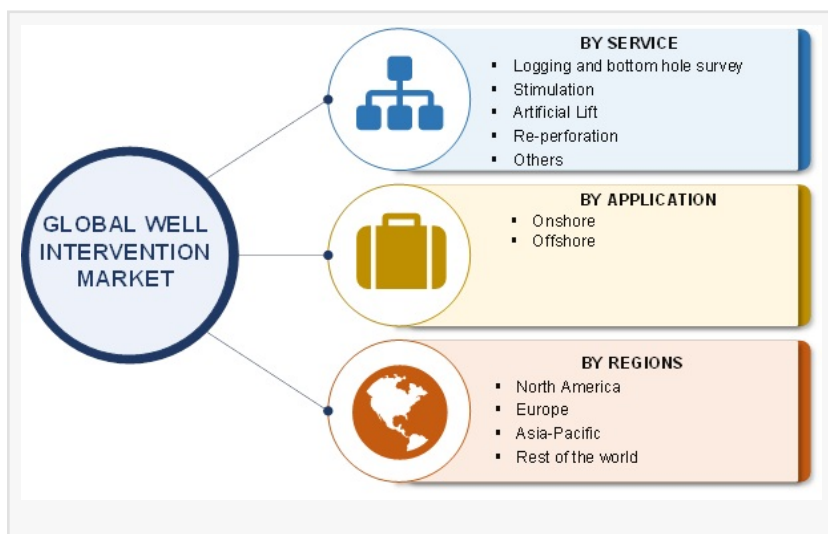 GLOBAL WELL
INTERVENTION
MARKET
BY SERVICE
▪ Logging and bottom hole survey
▪ Stimulation
▪ Artificial Lift
▪ Re-perforation
▪ Others
BY APPLICATION
▪ Onshore
▪ Offshore
BY REGIONS
▪ North America
▪ Europe
▪ Asia-Pacific
▪ Rest of the world